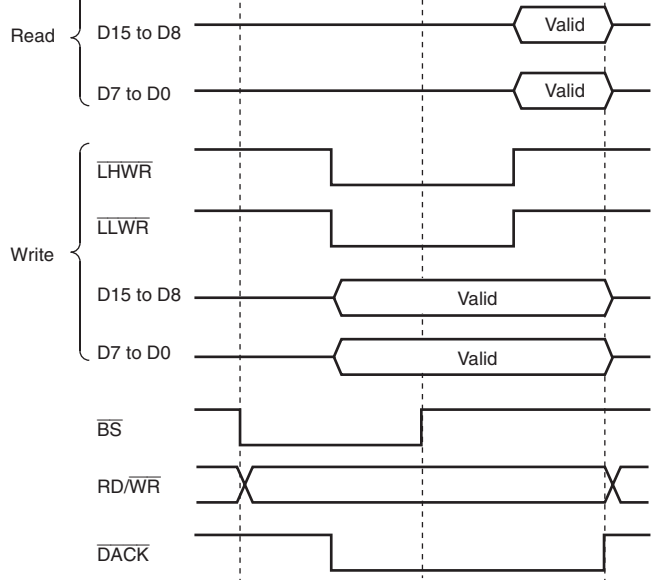 Read
D15 to D8
Valid
D7 to D0
Valid
Write
LHWR
LLWR
D15 to D8
Valid
D7 to D0
Valid
BS
RD/WR
DACK